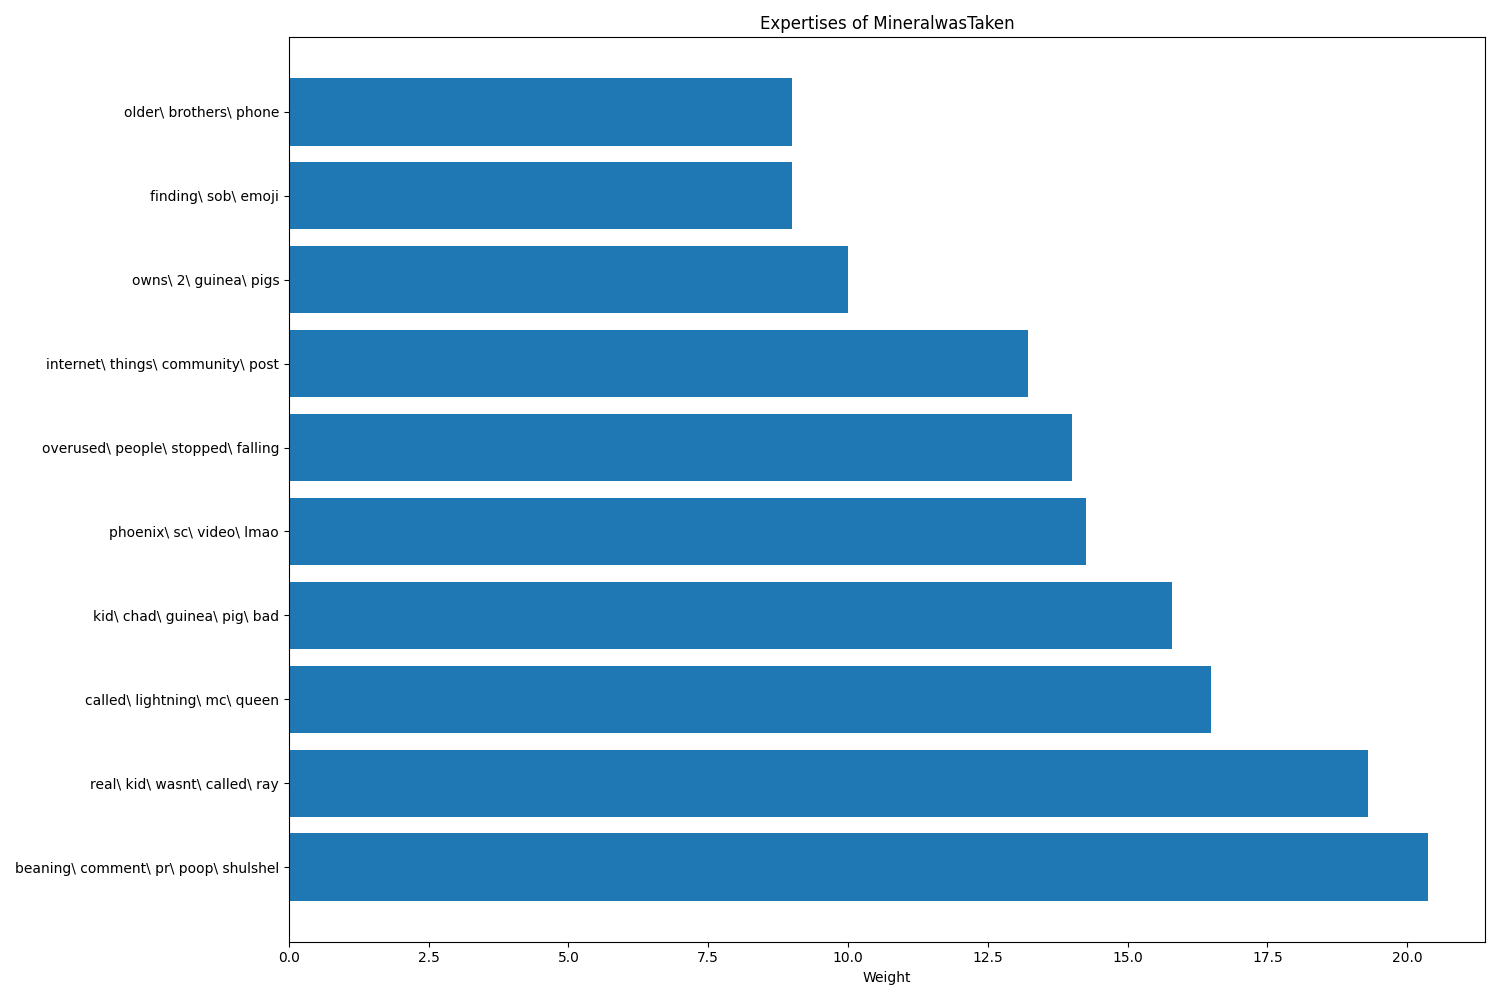 Expertises of MineralwasTaken
older\ brothers\ phone
finding\ sob\ emoji
owns\ 2\ guinea\ pigs
internet\ things\ community\ post
overused\ people\ stopped\ falling
phoenix\ sc\ video\ lmao
kid\ chad\ guinea\ pig\ bad
called\ lightning\ mc\ queen
real\ kid\ wasnt\ called\ ray
beaning\ comment\ pr\ poop\ shulshel
0.0 2.5 5.0 7.5 10.0 12.5 15.0 17.5 20.0
Weight